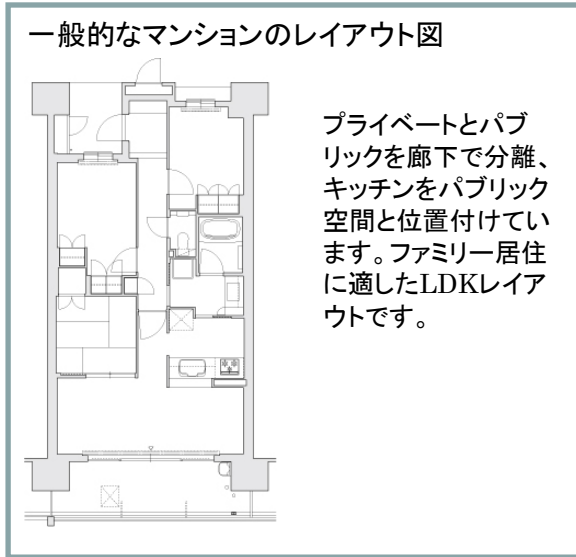 一般的なマンションのレイアウト図
プライベートとパブ
リックを廊下で分離、
キッチンをパブリック
空間と位置付けてい
ます。ファミリー居住
に適したLDKレイア
ウトです。